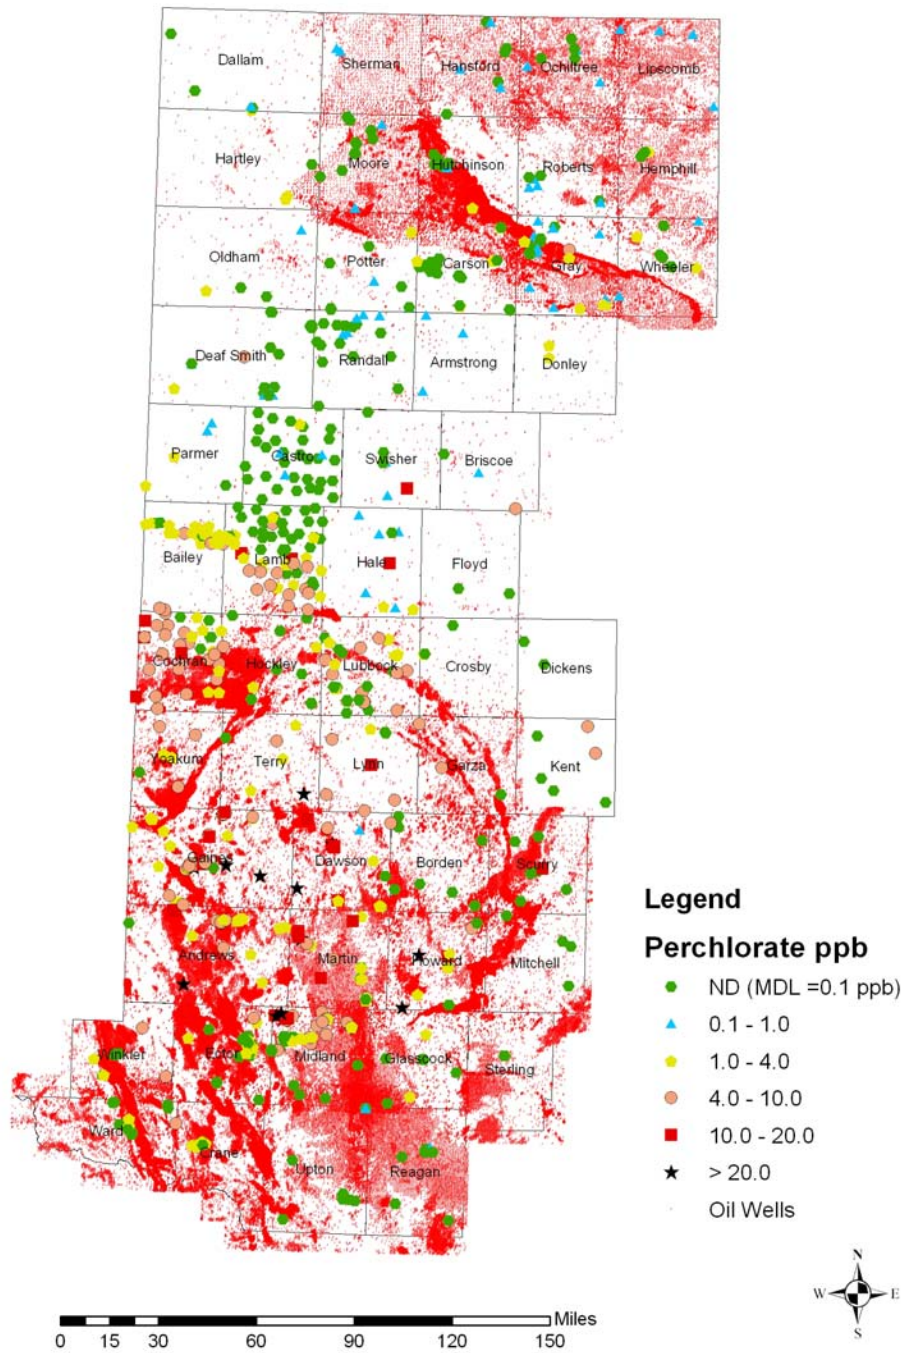 Dallam
Sherman
Hansford
Ochiltree
Lipscomb
Hartley
Moore
Hutchinson
Roberts
Hemphill
Oldham
Potter
Carson
Gray
Wheeler
Deaf Smith
Randall
Armstrong
Donley
Parmer
Castro
Swisher
Briscoe
Bailey
Lamb
Hale
Floyd
Cochran
Hockley
Lubbock
Crosby
Dickens
Yoakum
Terry
Lynn
Garza
Kent
Gaines
Dawson
Borden
Scurry
Andrews
Martin
Howard
Mitchell
Winkler
Ector
Midland
Glasscock
Sterling
Ward
Crane
Upton
Reagan
Legend
Perchlorate ppb
ND (MDL =0.1 ppb)
0.1 - 1.0
1.0 - 4.0
4.0 - 10.0
10.0 - 20.0
> 20.0
Oil Wells
N
W E
S
Miles
0 15 30 60 90 120 150